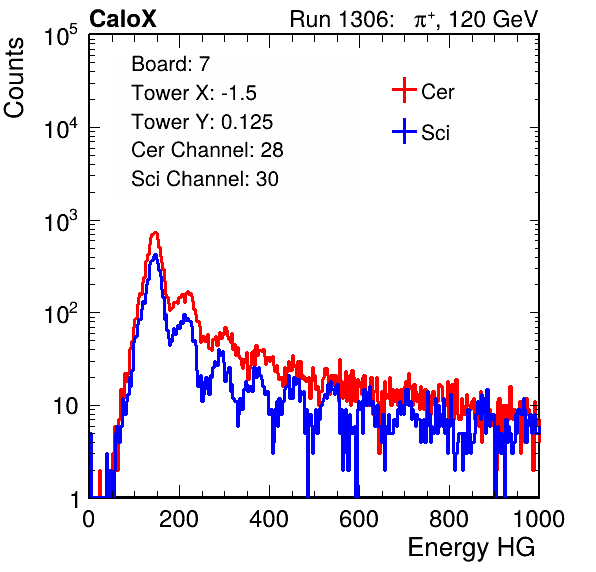 CaloX Run 1306: π⁺, 120 GeV
Counts
10⁵
10⁴
10³
10²
10
1
Board: 7
Tower X: -1.5
Tower Y: 0.125
Cer Channel: 28
Sci Channel: 30
Cer
Sci
0 200 400 600 800 1000
Energy HG